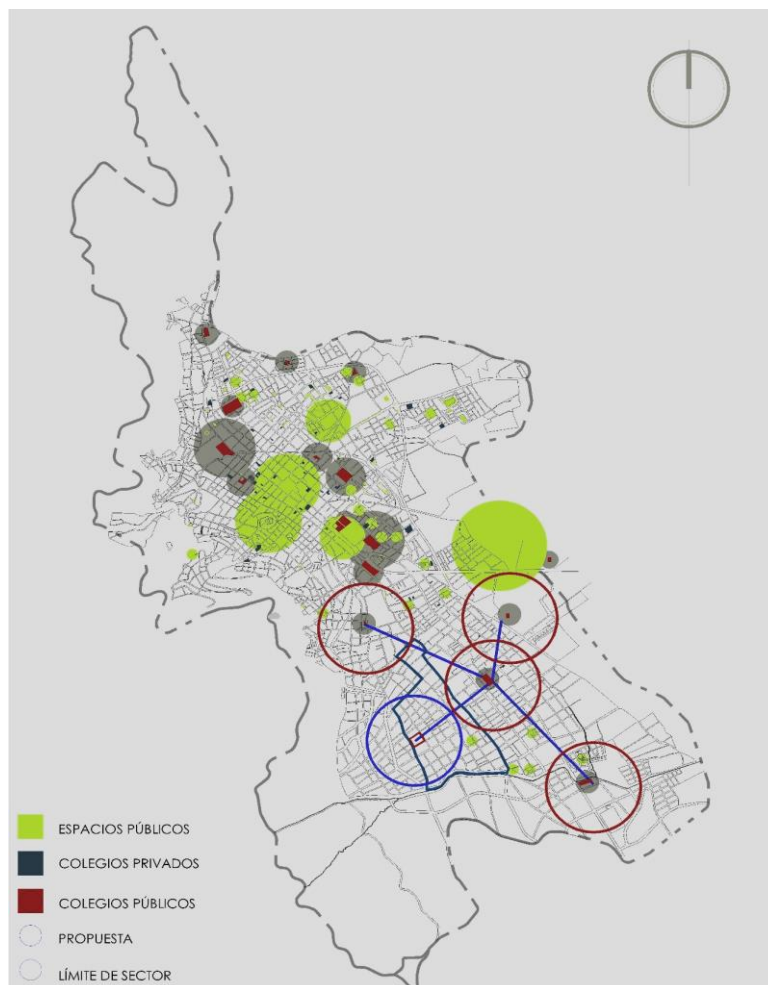 ESPACIOS PÚBLICOS
COLEGIOS PRIVADOS
COLEGIOS PÚBLICOS
PROPUESTA
LÍMITE DE SECTOR